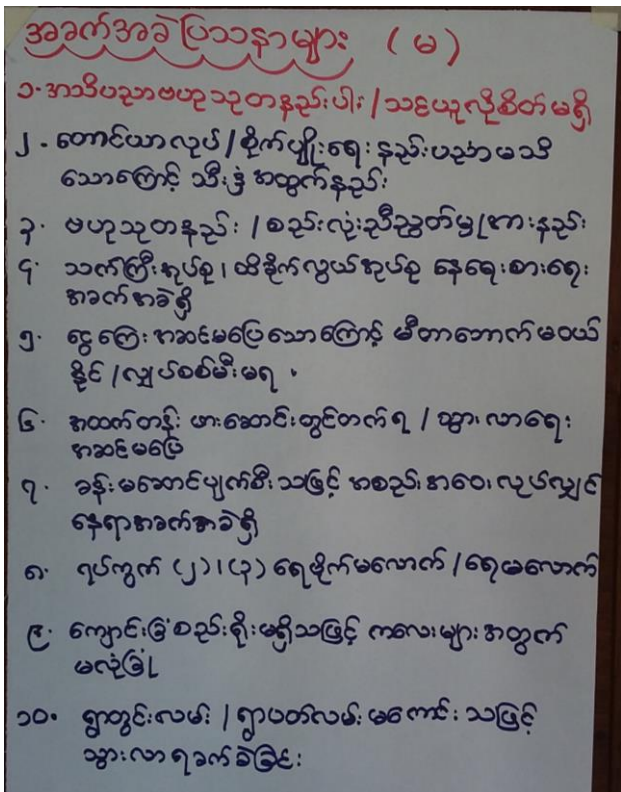 အခက်အခဲပြဿနာများ (မ)
၁. အသိပညာဗဟုသုတနည်းပါး / သင်ယူလိုစိတ်မရှိ
၂. တောင်ယာလုပ် / စိုက်ပျိုးရေးနည်းပညာမသိ
သောကြောင့် သီးနှံအထွက်နည်း
၃. ဗဟုသုတနည်း / စည်းလုံးညီညွတ်မှုအားနည်း
၄. သက်ကြီးအုပ်စု၊ ထိခိုက်လွယ်အုပ်စု နေရေးစားရေး
အခက်အခဲရှိ
၅. ငွေကြေးအဆင်မပြေသောကြောင့် မီတာဘောက်မဝယ်
နိုင် / လျှပ်စစ်မီးမရ .
၆. အထက်တန်း ဖားဆောင်းတွင်တက်ရ / သွားလာရေး
အဆင်မပြေ
၇. ခန်းမဆောင်ပျက်စီးသဖြင့် အစည်းအဝေးလုပ်လျှင်
နေရာအခက်အခဲရှိ
၈. ရပ်ကွက် (၂)၊ (၃) ရေပိုက်မလောက် / ရေမလောက်
၉. ကျောင်းခြံစည်းရိုးမရှိသဖြင့် ကလေးများအတွက်
မလုံခြုံ
၁၀. ရွာတွင်းလမ်း / ရွာပတ်လမ်းမကောင်းသဖြင့်
သွားလာရခက်ခဲခြင်း